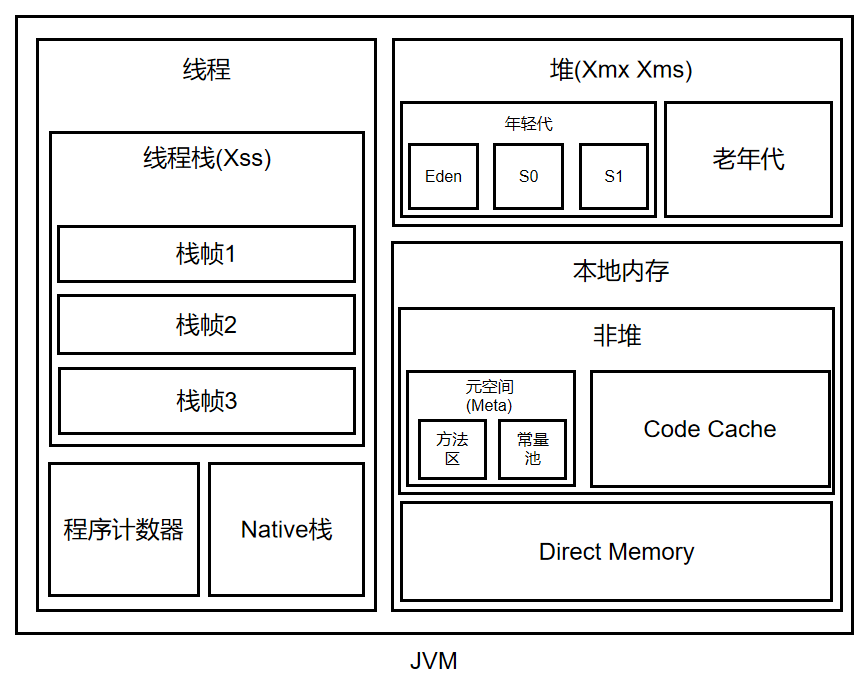 线程
线程栈(Xss)
栈帧1
栈帧2
栈帧3
程序计数器
Native栈
堆(Xmx Xms)
年轻代
Eden
S0
S1
老年代
本地内存
非堆
元空间
(Meta)
方法
区
常量
池
Code Cache
Direct Memory
JVM